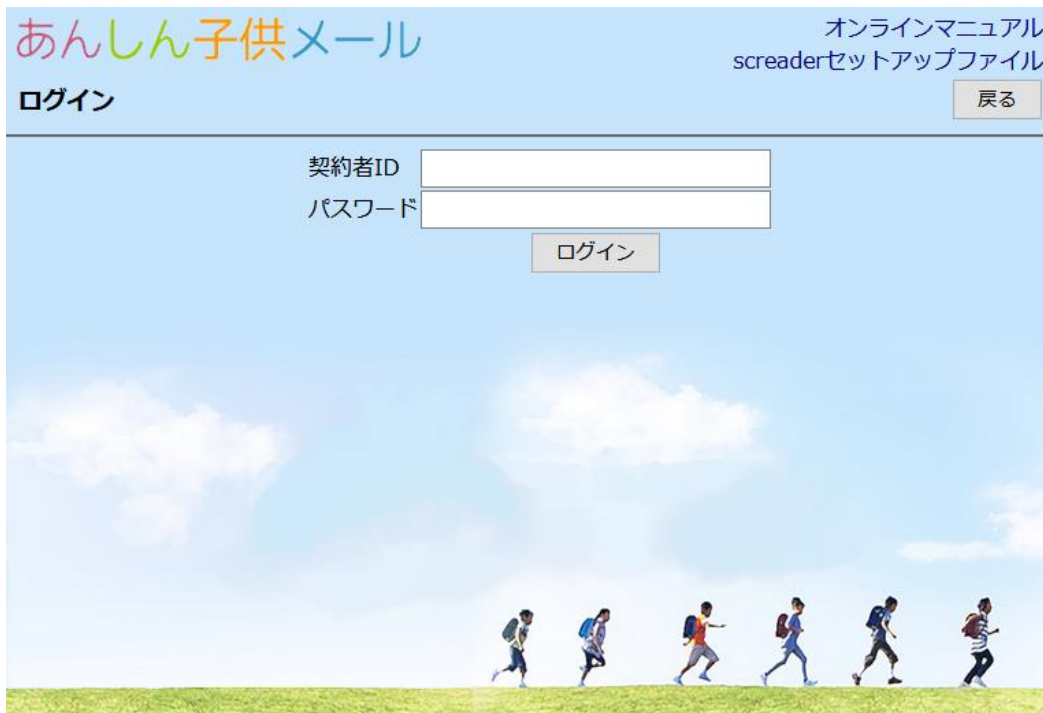 あんしん子供メール
オンラインマニュアル
screaderセットアップファイル
ログイン
戻る
契約者ID
パスワード
ログイン